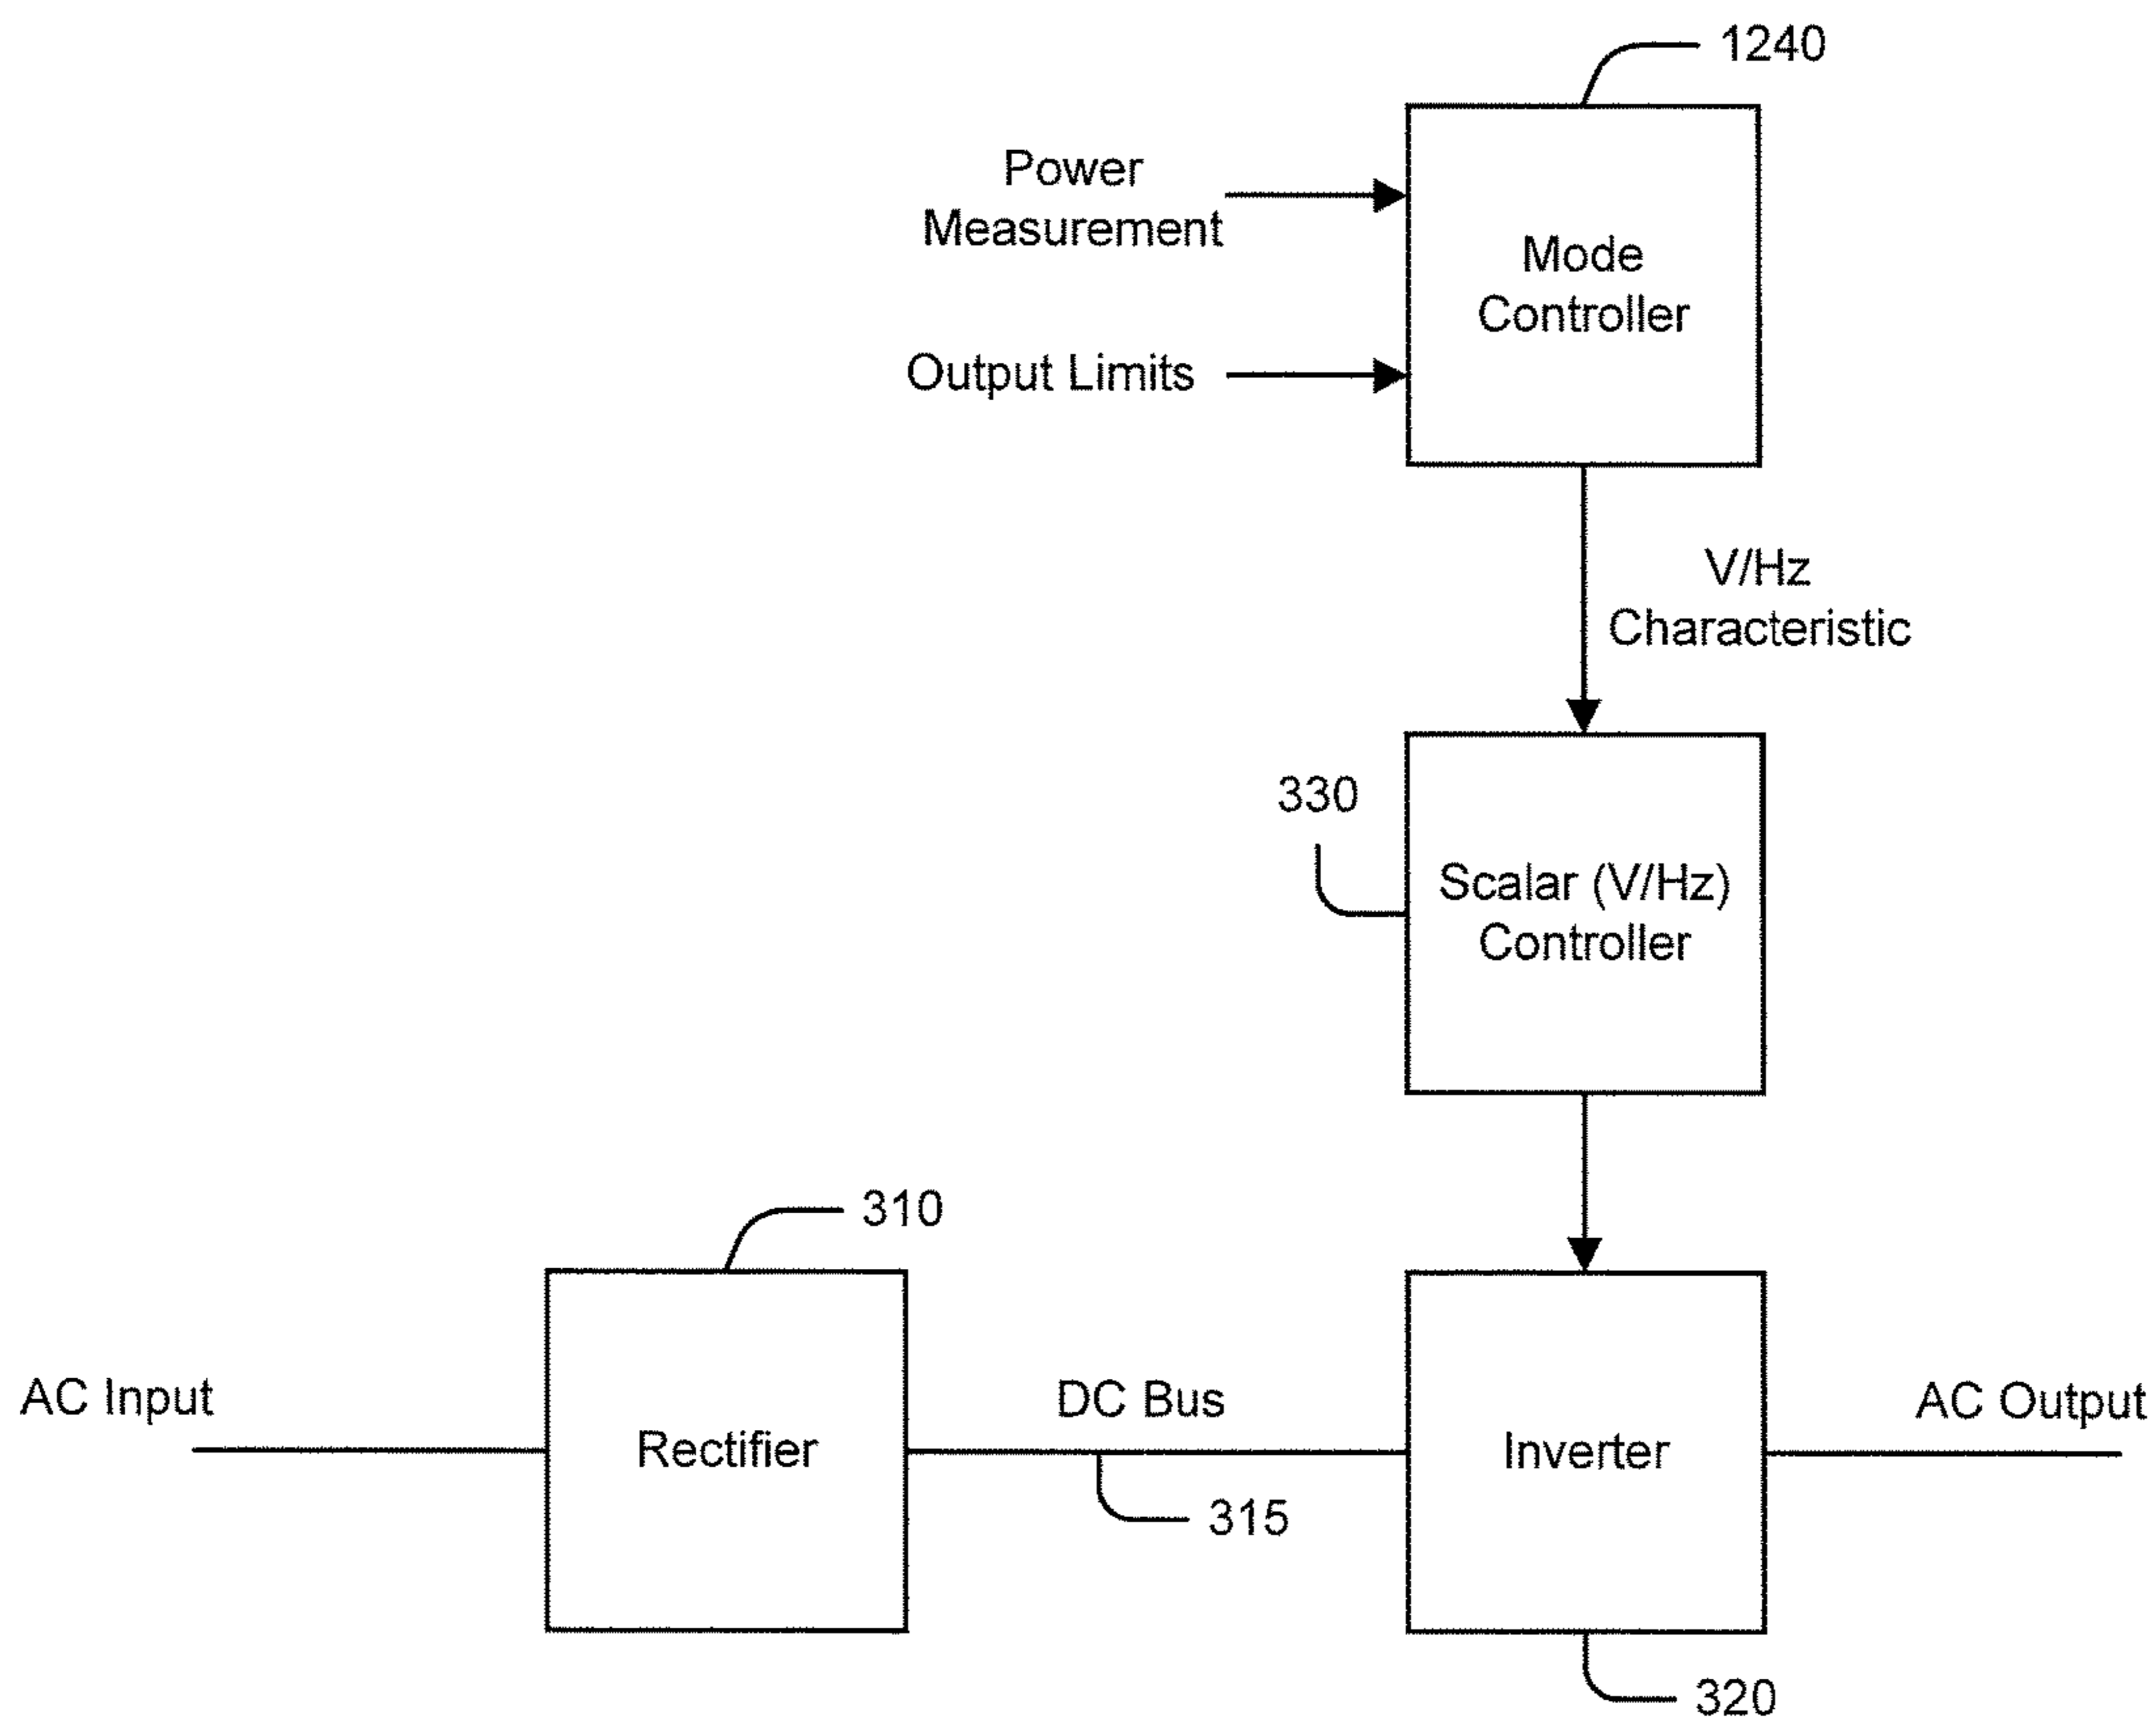 1240
Power
Measurement
Mode
Controller
Output Limits
V/Hz
Characteristic
330
Scalar (V/Hz)
Controller
310
AC Input
Rectifier
DC Bus
315
Inverter
AC Output
320